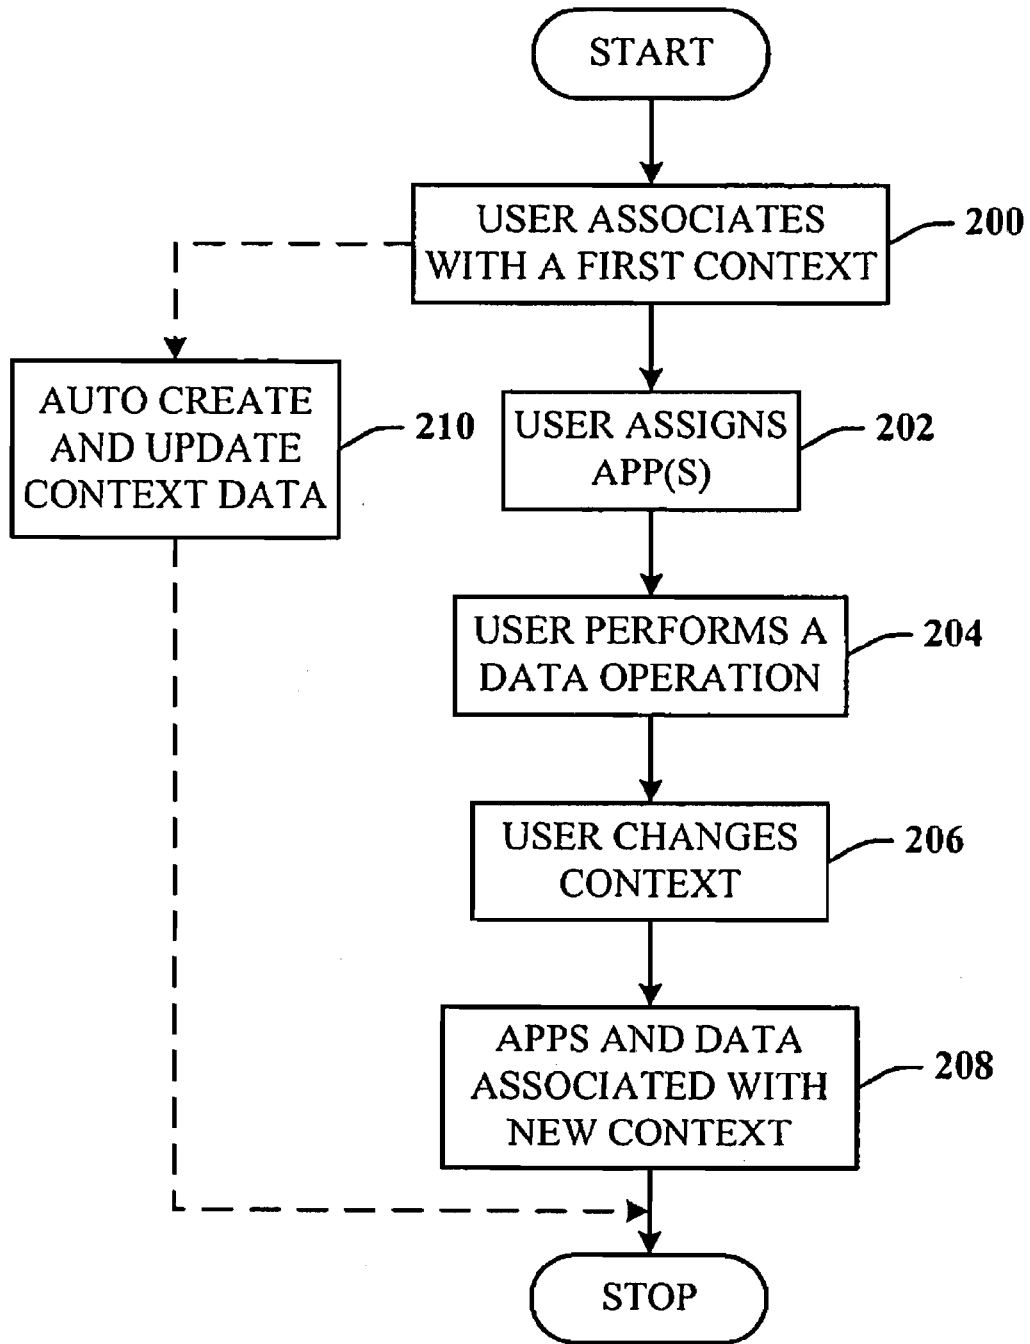 START
USER ASSOCIATES
WITH A FIRST CONTEXT
200
AUTO CREATE
AND UPDATE
CONTEXT DATA
210
USER ASSIGNS
APP(S)
202
USER PERFORMS A
DATA OPERATION
204
USER CHANGES
CONTEXT
206
APPS AND DATA
ASSOCIATED WITH
NEW CONTEXT
208
STOP